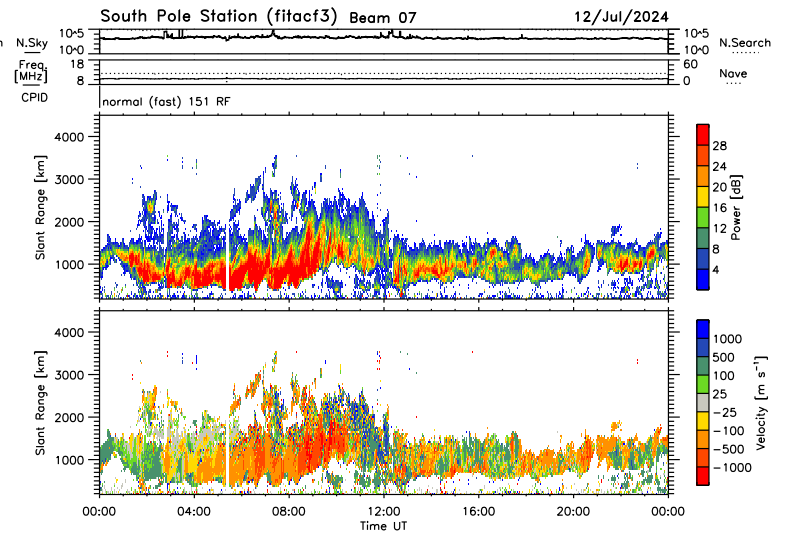 South Pole Station (fitacf3) Beam 07 12/Jul/2024
n N.Sky 10^5 10^0 10^5 10^0 N.Search
Freq. [MHz] 18 8 60 0 Nave
CPID normal (fast) 151 RF
Slant Range [km]
4000
3000
2000
1000
28
24
20
16
12
8
4
Power [dB]
Slant Range [km]
4000
3000
2000
1000
1000
500
100
25
-25
-100
-500
-1000
Velocity [m s⁻¹]
00:00 04:00 08:00 12:00 16:00 20:00 00:00
Time UT